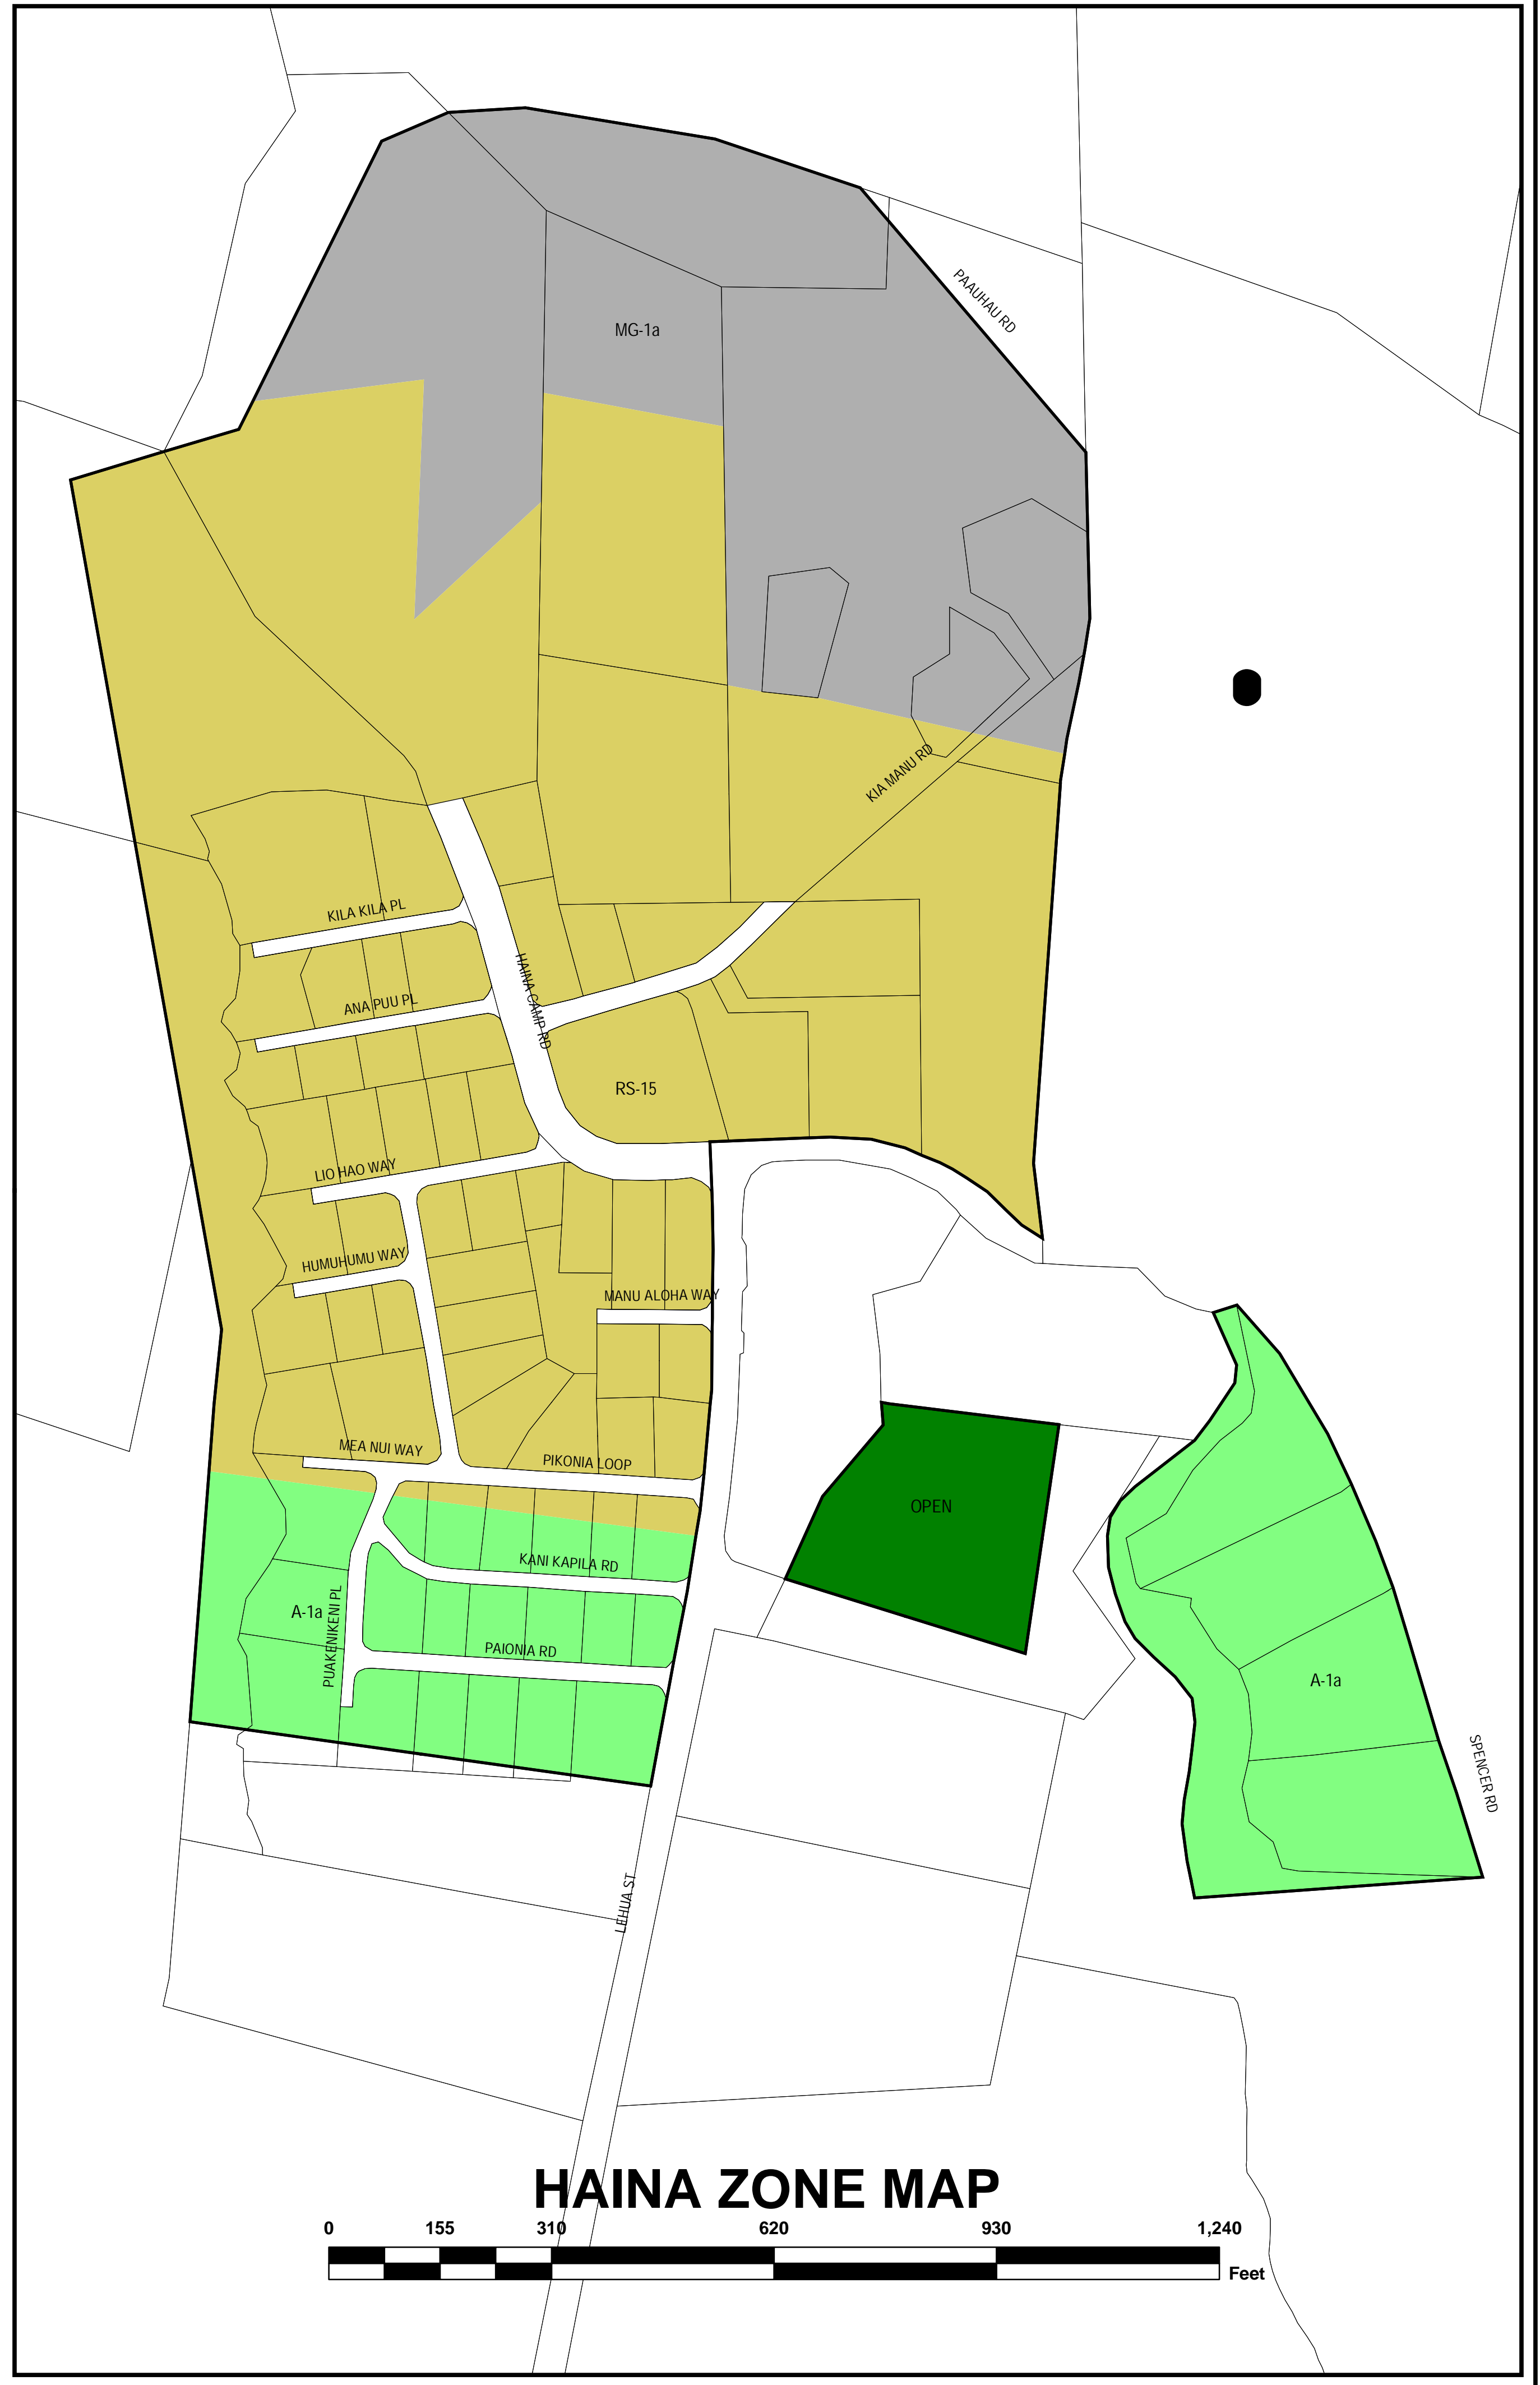 PAAUHAU RD
MG-1a
KIA MANU RD
KILA KILA PL
HAINA CAMP RD
ANA PUU PL
RS-15
LIO HAO WAY
HUMUHUMU WAY
MANU ALOHA WAY
MEA NUI WAY
PIKONIA LOOP
OPEN
KANI KAPILA RD
A-1a
PUAKENIKENI PL
PAIONIA RD
A-1a
SPENCER RD
LEHUA ST
HAINA ZONE MAP
0 155 310 620 930 1,240
Feet